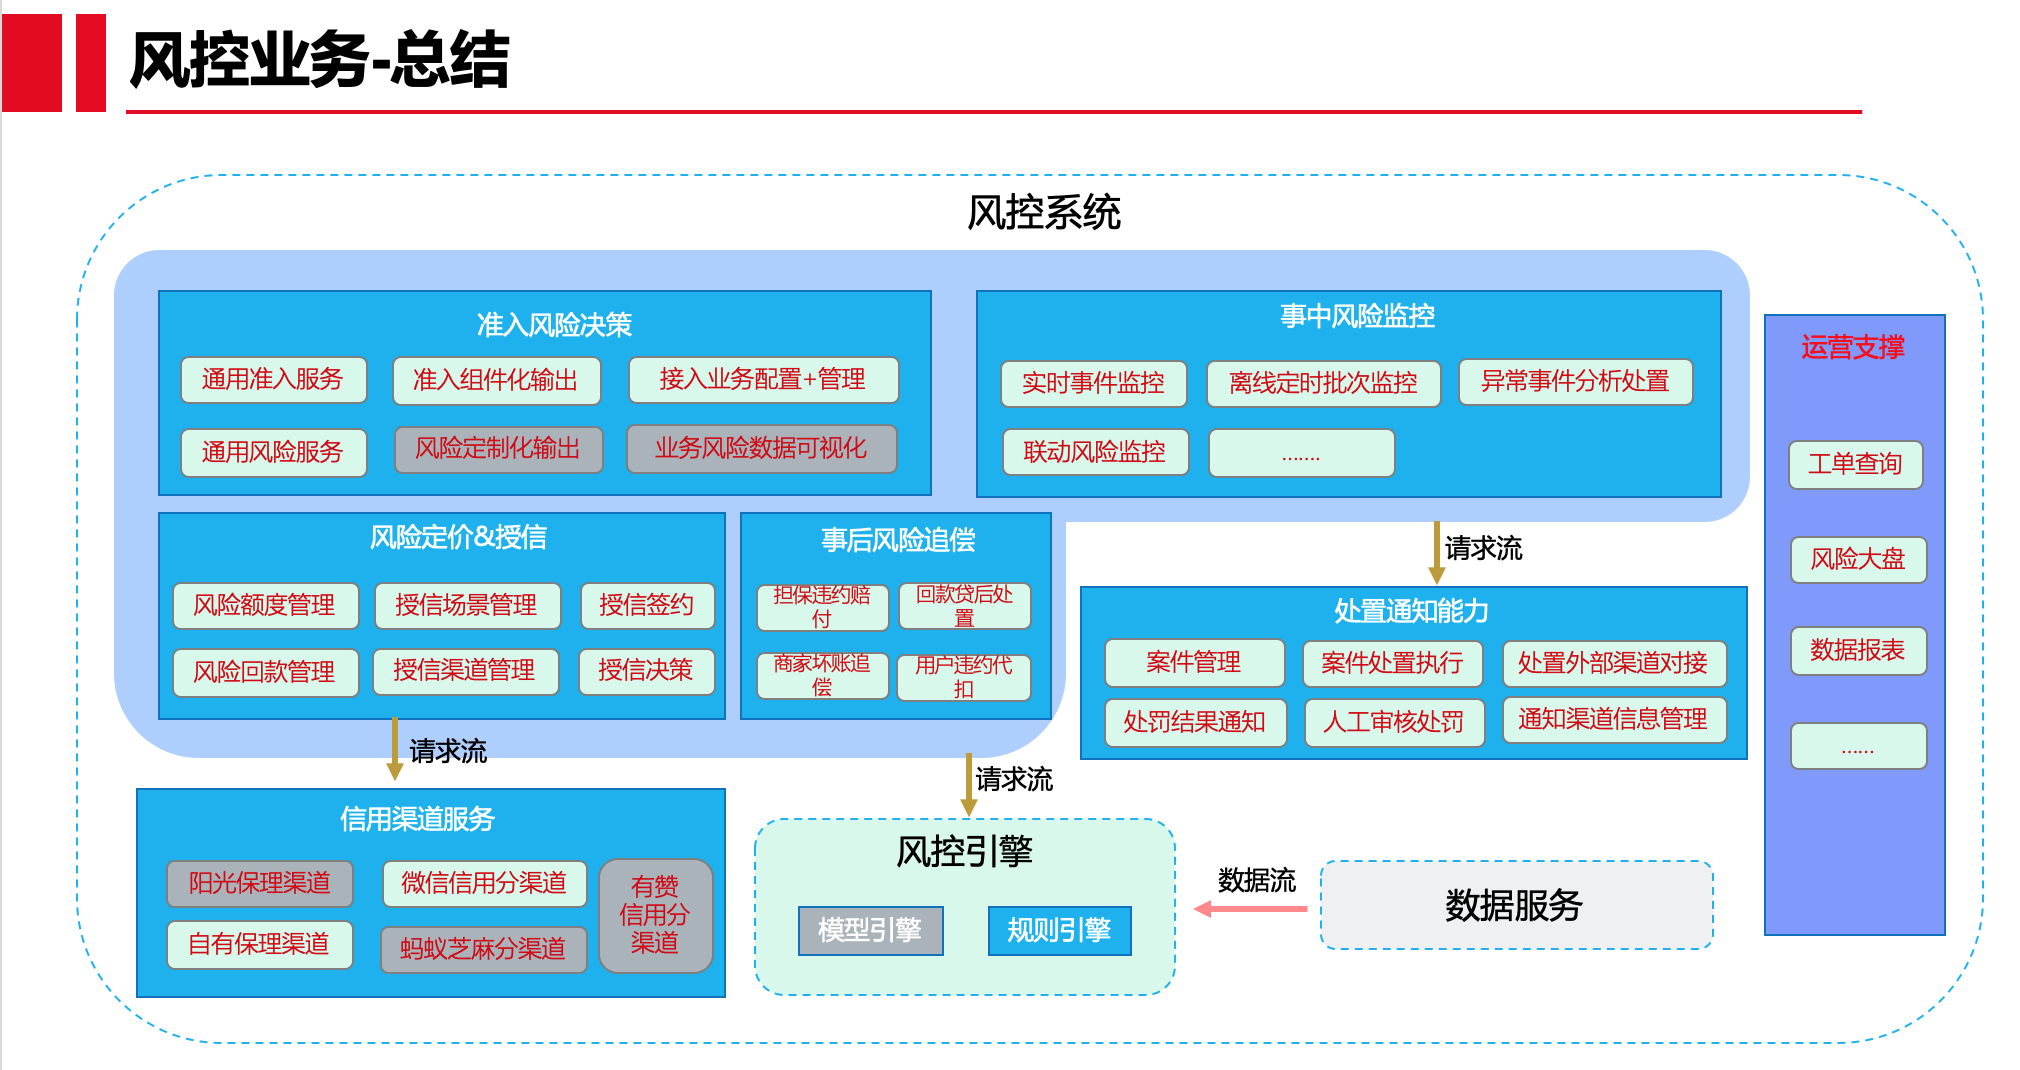 风控业务-总结
风控系统
准入风险决策
通用准入服务
准入组件化输出
接入业务配置+管理
通用风险服务
风险定制化输出
业务风险数据可视化
事中风险监控
实时事件监控
离线定时批次监控
异常事件分析处置
联动风险监控
.......
运营支撑
工单查询
风险大盘
数据报表
......
风险定价&授信
风险额度管理
授信场景管理
授信签约
风险回款管理
授信渠道管理
授信决策
事后风险追偿
担保违约赔
付
回款贷后处
置
商家坏账追
偿
用户违约代
扣
请求流
处置通知能力
案件管理
案件处置执行
处置外部渠道对接
处罚结果通知
人工审核处罚
通知渠道信息管理
请求流
请求流
信用渠道服务
阳光保理渠道
微信信用分渠道
有赞
信用分
渠道
自有保理渠道
蚂蚁芝麻分渠道
风控引擎
模型引擎
规则引擎
数据流
数据服务